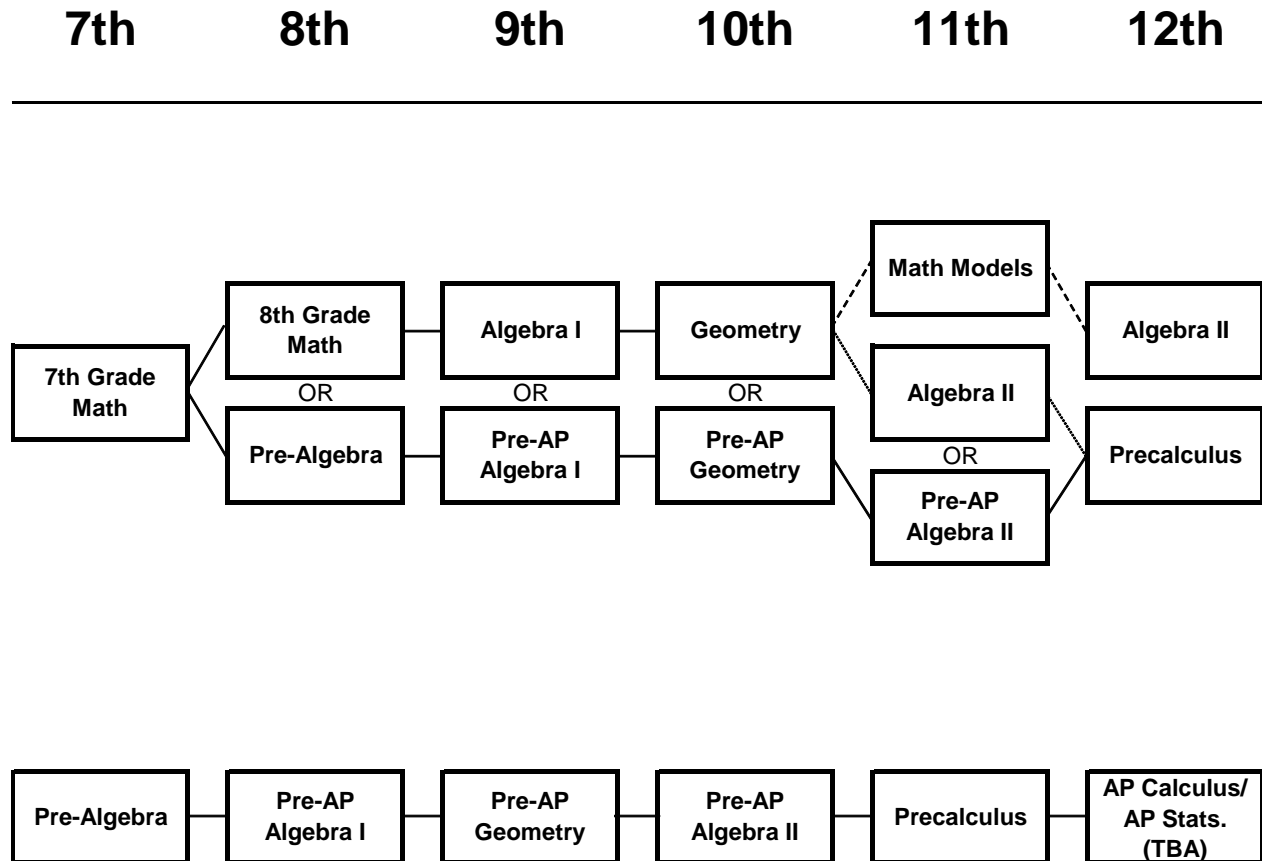 7th 8th 9th 10th 11th 12th
Math Models
8th Grade
Math
Algebra I
Geometry
Algebra II
7th Grade
Math
OR
OR
OR
Algebra II
Pre-Algebra
Pre-AP
Algebra I
Pre-AP
Geometry
OR
Precalculus
Pre-AP
Algebra II
Pre-Algebra
Pre-AP
Algebra I
Pre-AP
Geometry
Pre-AP
Algebra II
Precalculus
AP Calculus/
AP Stats.
(TBA)